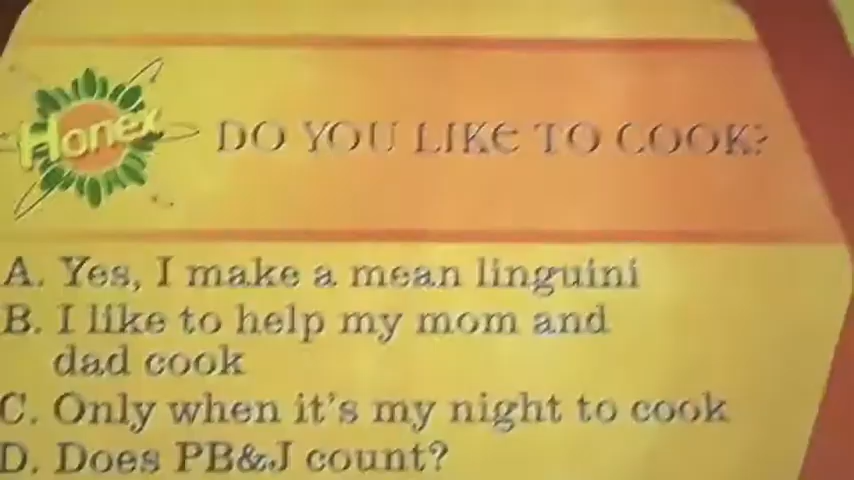 Honex
DO YOU LIKE TO COOK?
A. Yes, I make a mean linguini
B. I like to help my mom and
dad cook
C. Only when it's my night to cook
D. Does PB&J count?